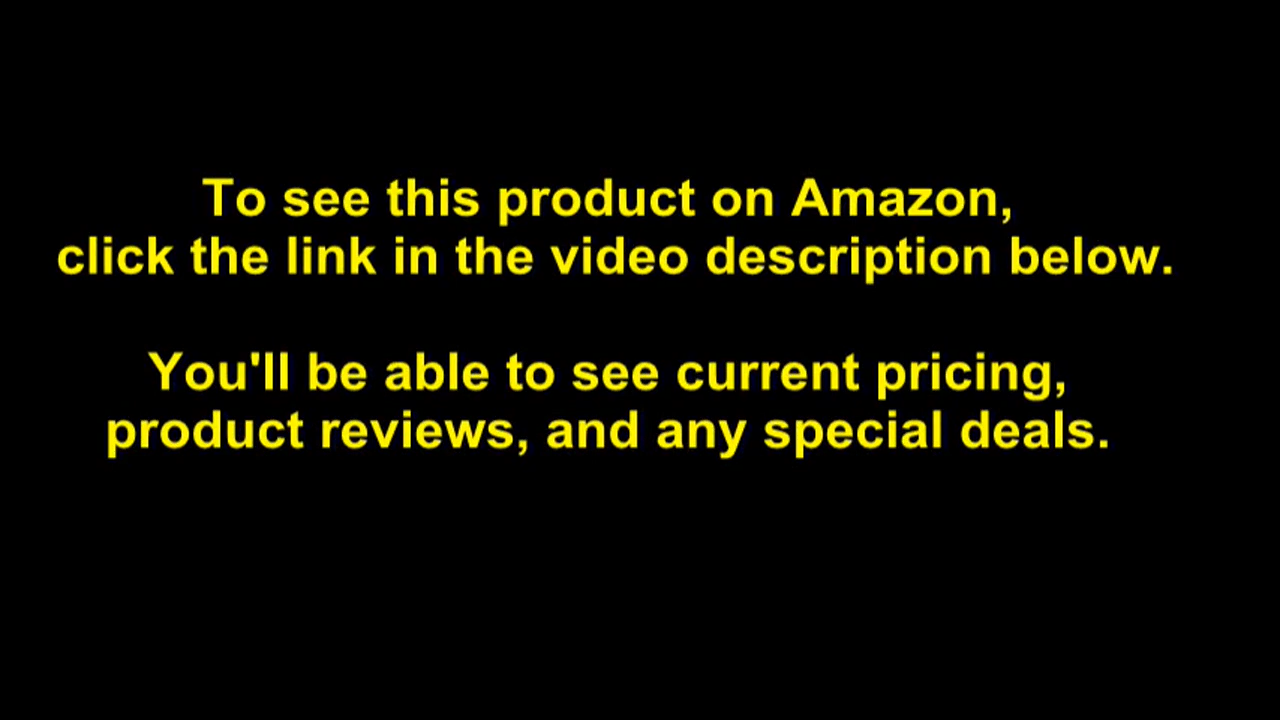 To see this product on Amazon,
click the link in the video description below.
You'll be able to see current pricing,
product reviews, and any special deals.